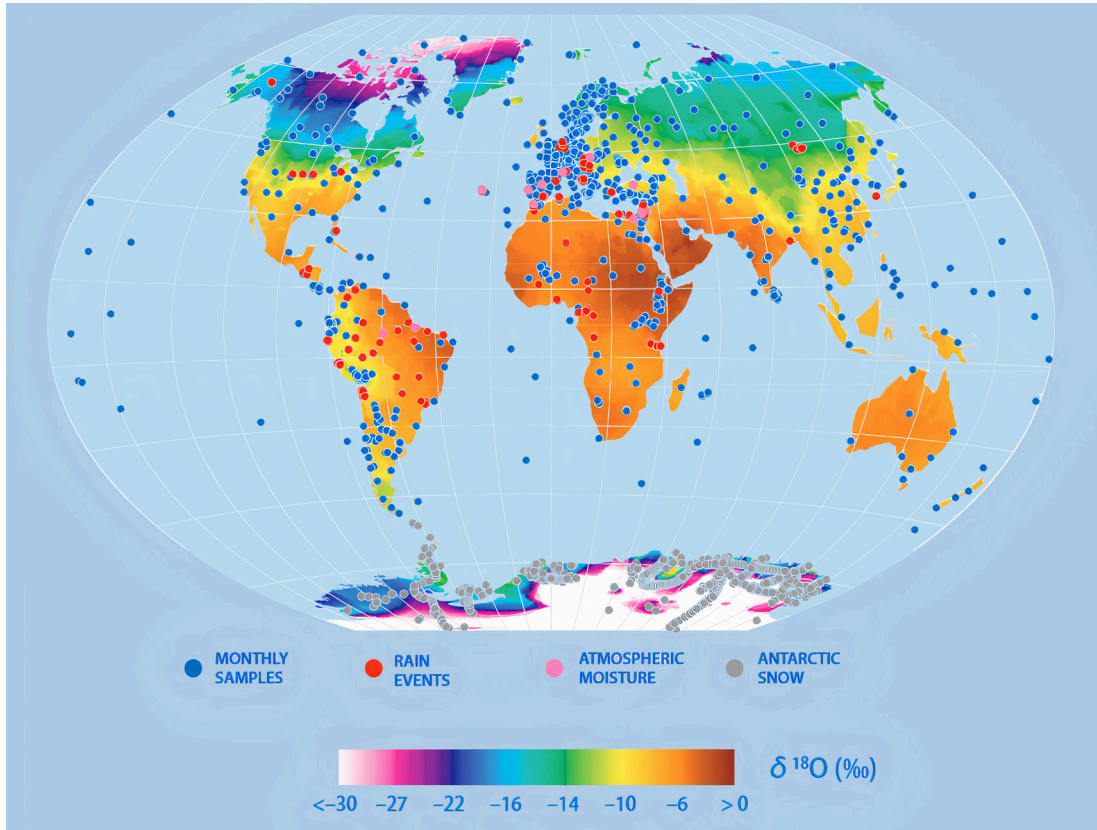 MONTHLY
SAMPLES
RAIN
EVENTS
ATMOSPHERIC
MOISTURE
ANTARCTIC
SNOW
δ ¹⁸O (‰)
<–30 –27 –22 –16 –14 –10 –6 > 0